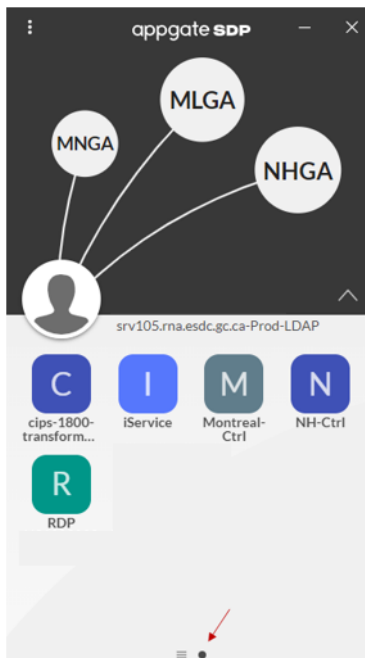 appgate SDP
MLGA
MNGA
NHGA
srv105.rna.esdc.gc.ca-Prod-LDAP
C I M N
cips-1800- iService Montreal- NH-Ctrl
transform... Ctrl
R
RDP